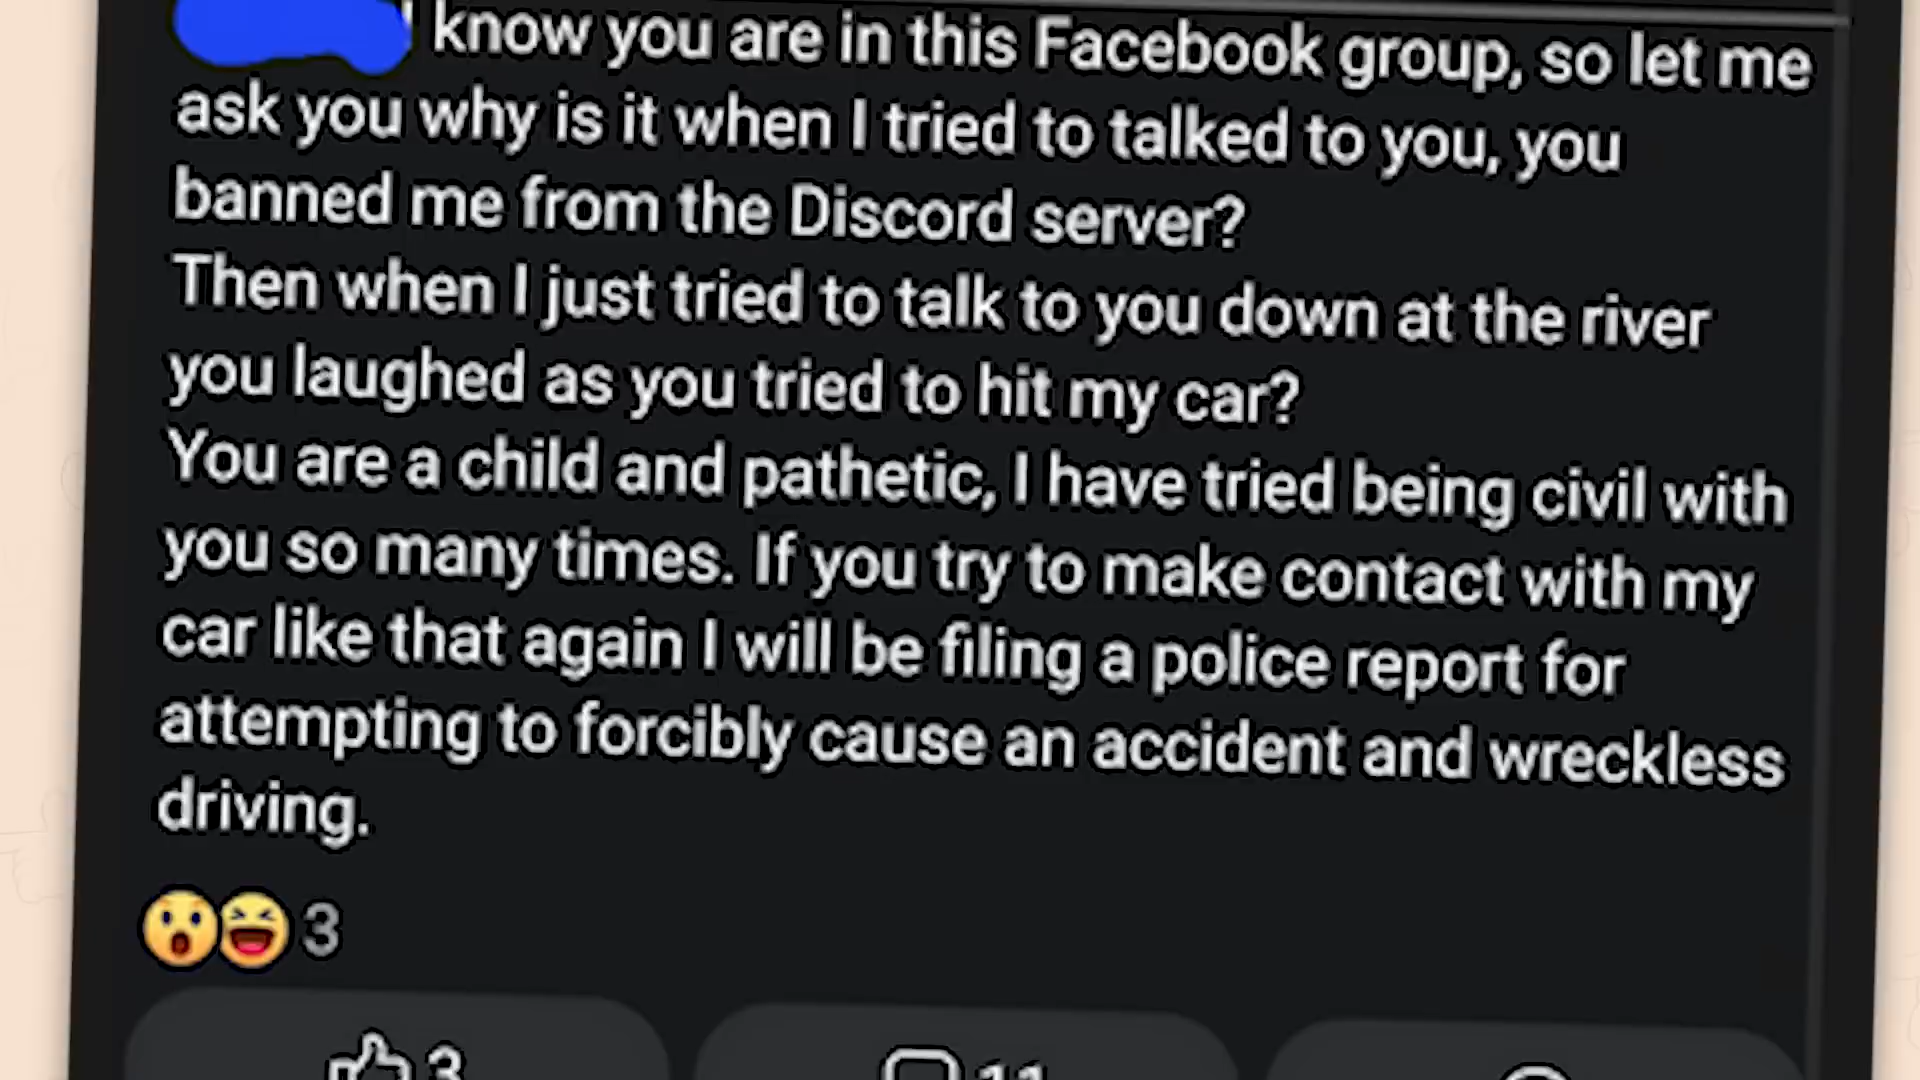 I know you are in this Facebook group, so let me
ask you why is it when I tried to talked to you, you
banned me from the Discord server?
Then when I just tried to talk to you down at the river
you laughed as you tried to hit my car?
You are a child and pathetic, I have tried being civil with
you so many times. If you try to make contact with my
car like that again I will be filing a police report for
attempting to forcibly cause an accident and wreckless
driving.
3
3
11